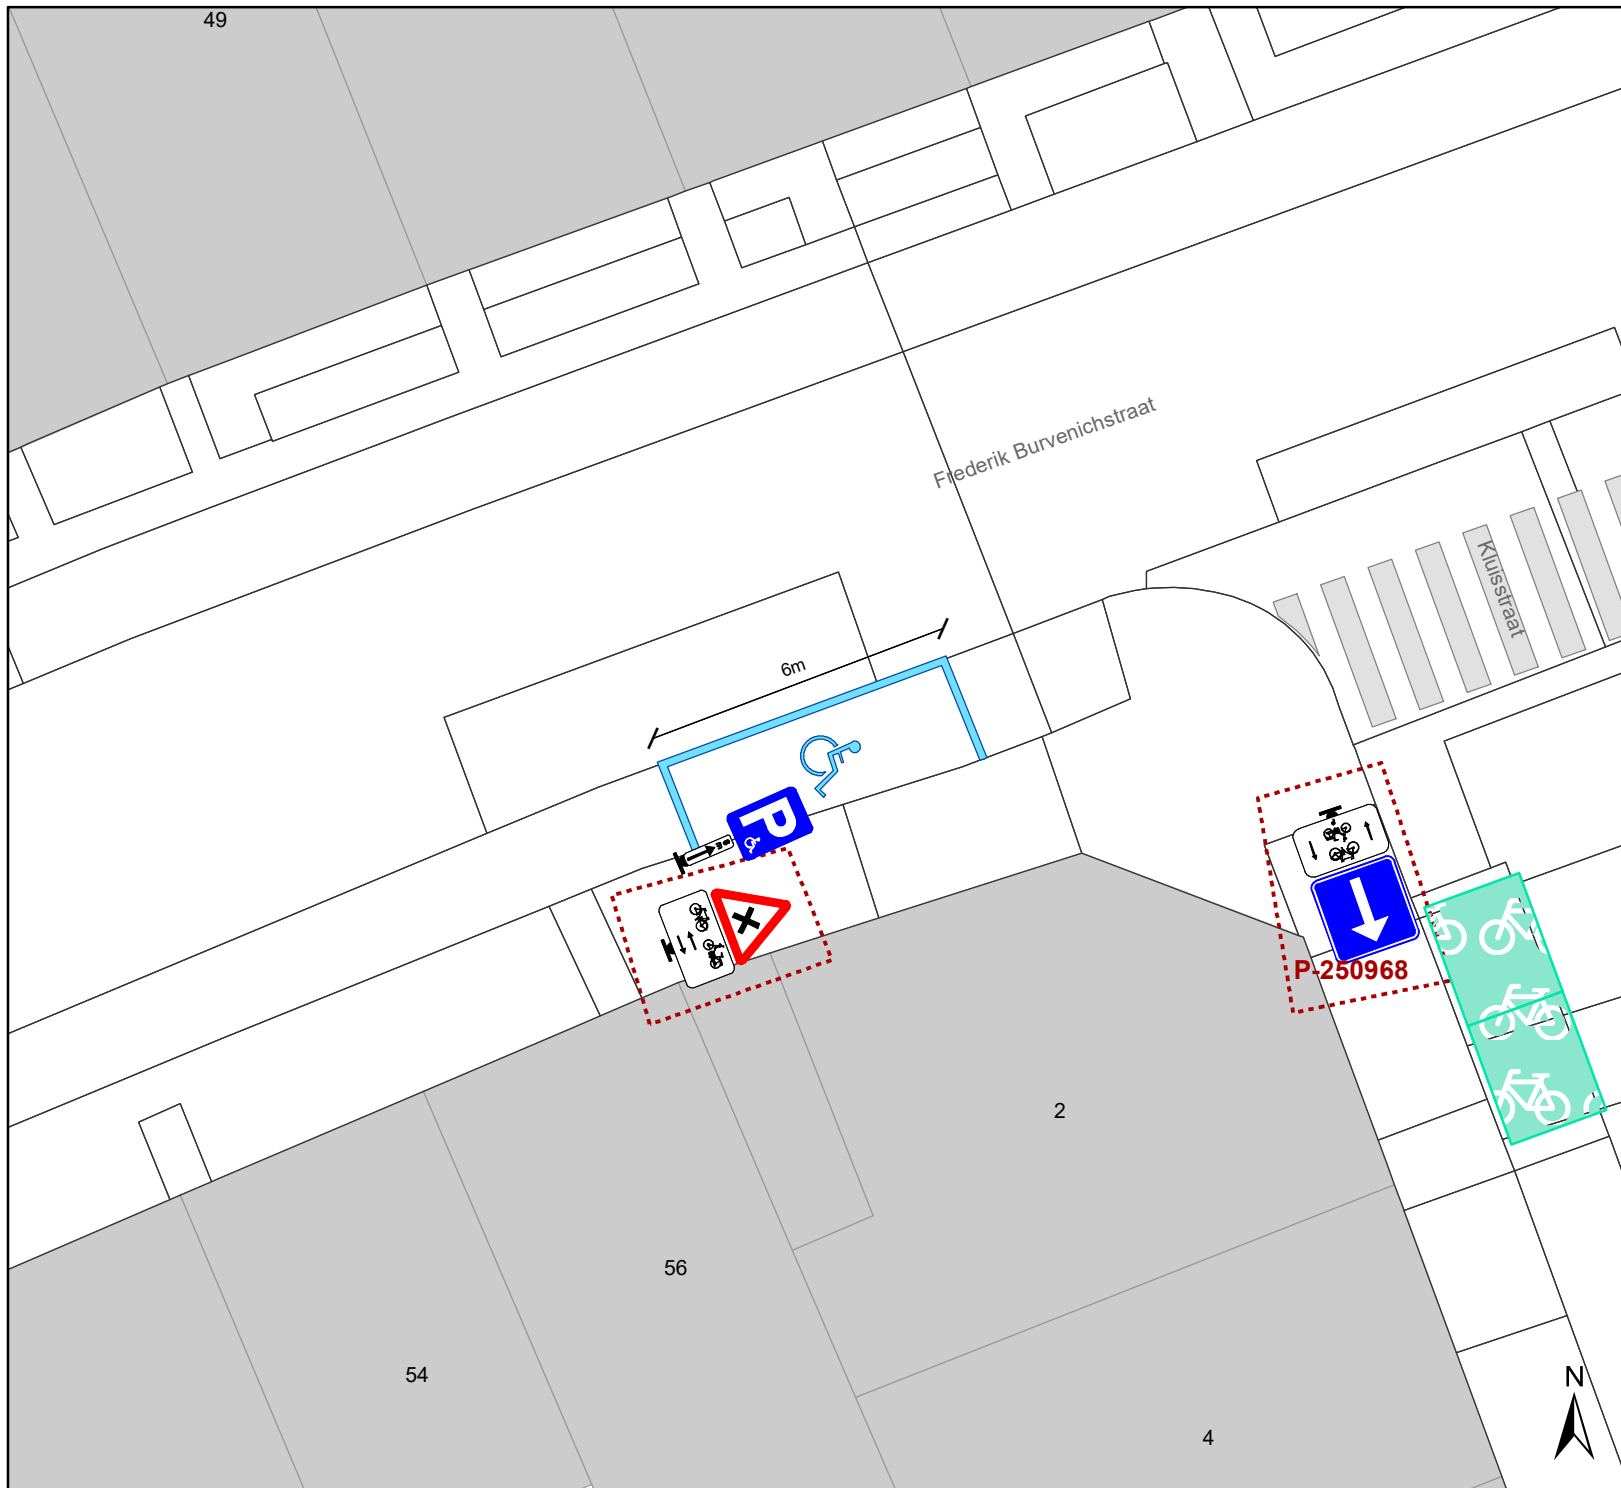 49
Frederik Burvenichstraat
Kluisstraat
6m
P
P-250968
2
56
54
4
N